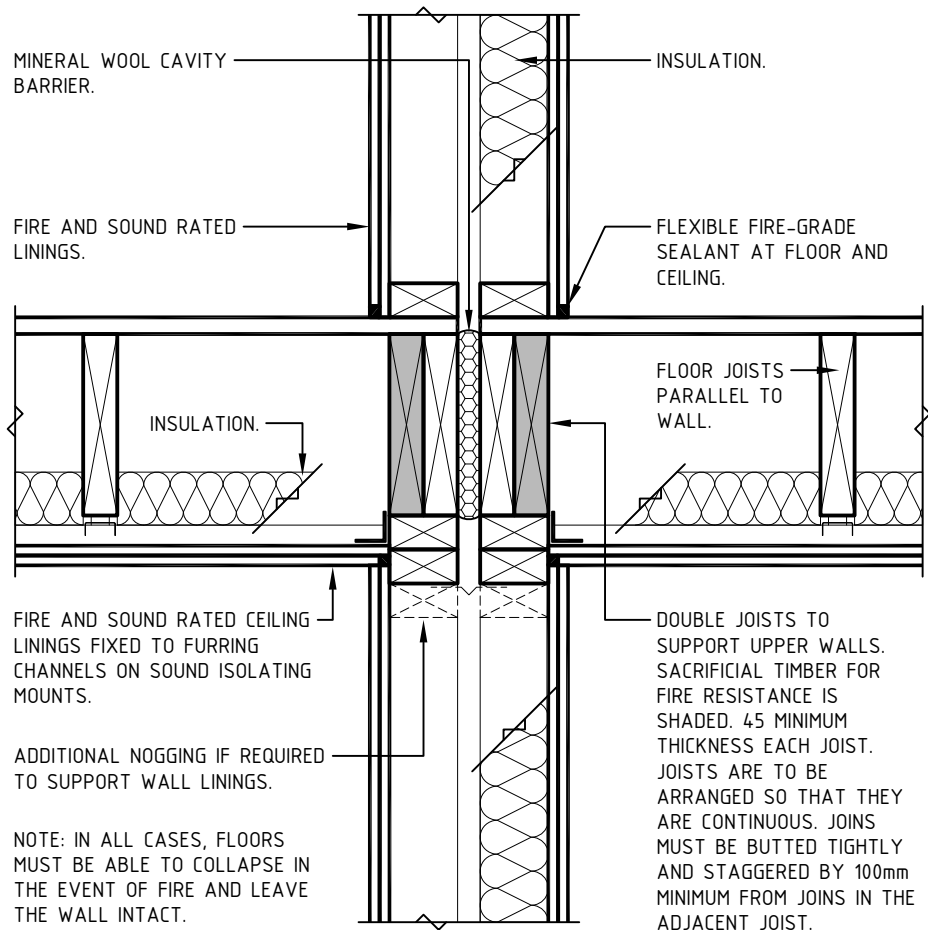 MINERAL WOOL CAVITY
BARRIER.
INSULATION.
FIRE AND SOUND RATED
LININGS.
FLEXIBLE FIRE-GRADE
SEALANT AT FLOOR AND
CEILING.
FLOOR JOISTS
PARALLEL TO
WALL.
INSULATION.
FIRE AND SOUND RATED CEILING
LININGS FIXED TO FURRING
CHANNELS ON SOUND ISOLATING
MOUNTS.
ADDITIONAL NOGGING IF REQUIRED
TO SUPPORT WALL LININGS.
NOTE: IN ALL CASES, FLOORS
MUST BE ABLE TO COLLAPSE IN
THE EVENT OF FIRE AND LEAVE
THE WALL INTACT.
DOUBLE JOISTS TO
SUPPORT UPPER WALLS.
SACRIFICIAL TIMBER FOR
FIRE RESISTANCE IS
SHADED. 45 MINIMUM
THICKNESS EACH JOIST.
JOISTS ARE TO BE
ARRANGED SO THAT THEY
ARE CONTINUOUS. JOINS
MUST BE BUTTED TIGHTLY
AND STAGGERED BY 100mm
MINIMUM FROM JOINS IN THE
ADJACENT JOIST.